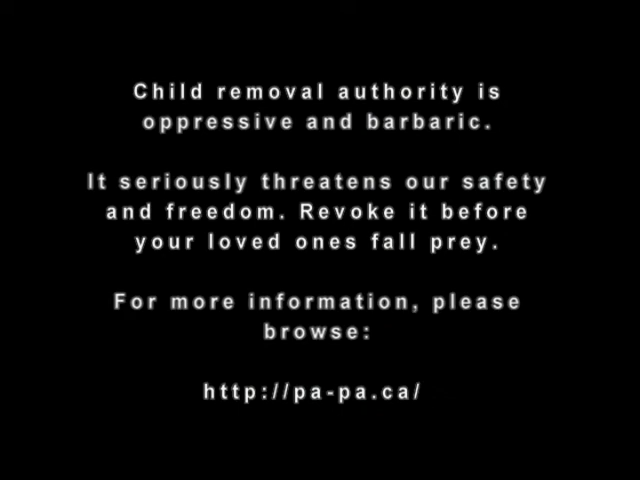 Child removal authority is
oppressive and barbaric.
It seriously threatens our safety
and freedom. Revoke it before
your loved ones fall prey.
For more information, please
browse:
http://pa-pa.ca/